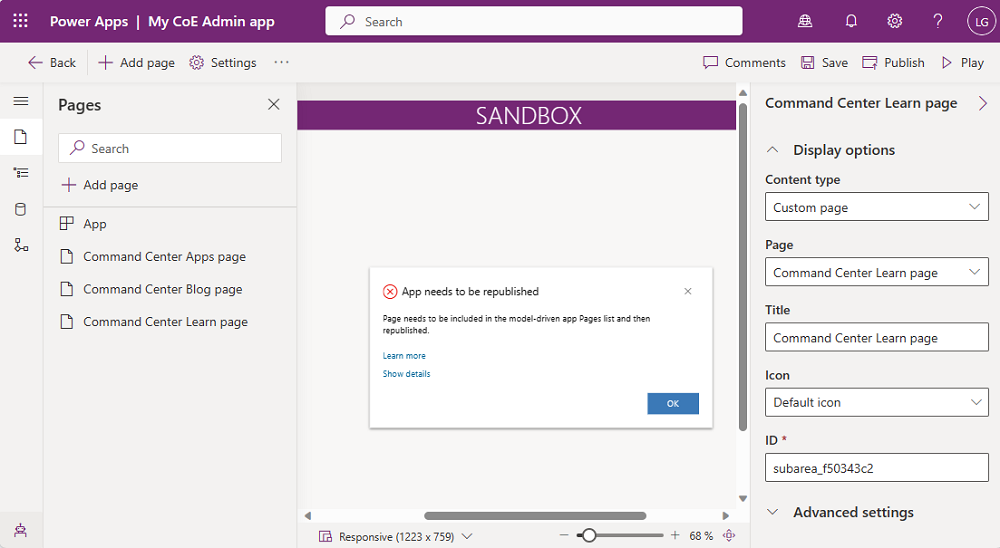 Power Apps | My CoE Admin app
Search
LG
Back
Add page
Settings
Comments
Save
Publish
Play
Pages
Search
Add page
App
Command Center Apps page
Command Center Blog page
Command Center Learn page
SANDBOX
App needs to be republished
Page needs to be included in the model-driven app Pages list and then
republished.
Learn more
Show details
OK
Responsive (1223 x 759)
68 %
Command Center Learn page
Display options
Content type
Custom page
Page
Command Center Learn page
Title
Command Center Learn page
Icon
Default icon
ID *
subarea_f50343c2
Advanced settings